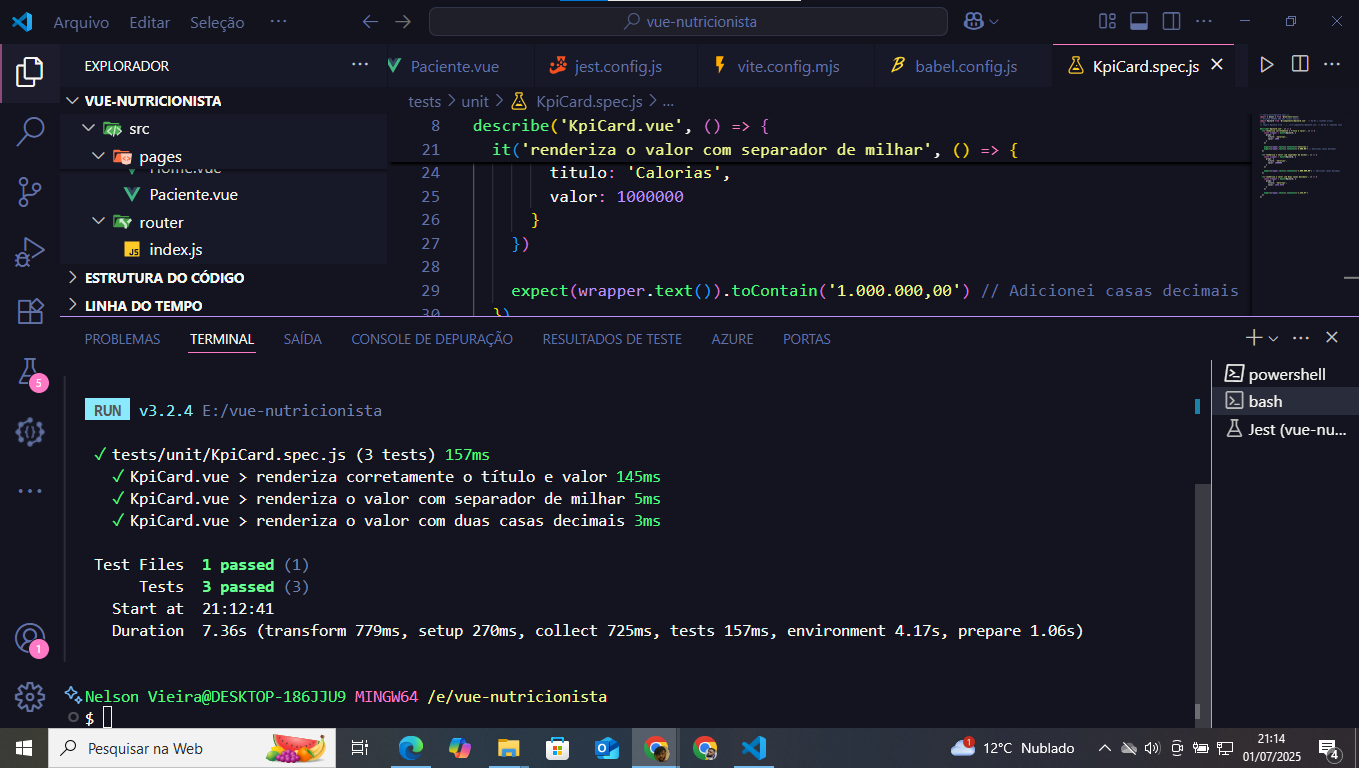 Arquivo Editar Seleção ... vue-nutricionista
EXPLORADOR ...
Paciente.vue jest.config.js vite.config.mjs babel.config.js KpiCard.spec.js
VUE-NUTRICIONISTA
tests > unit > KpiCard.spec.js > ...
src
pages
Home.vue
Paciente.vue
router
JS index.js
ESTRUTURA DO CÓDIGO
LINHA DO TEMPO
8 describe('KpiCard.vue', () => {
21 it('renderiza o valor com separador de milhar', () => {
24 titulo: 'Calorias',
25 valor: 1000000
26 }
27 })
28
29 expect(wrapper.text()).toContain('1.000.000,00') // Adicionei casas decimais
30 })
PROBLEMAS TERMINAL SAÍDA CONSOLE DE DEPURAÇÃO RESULTADOS DE TESTE AZURE PORTAS
powershell
bash
Jest (vue-nu...
5
1
RUN v3.2.4 E:/vue-nutricionista
✓ tests/unit/KpiCard.spec.js (3 tests) 157ms
✓ KpiCard.vue > renderiza corretamente o título e valor 145ms
✓ KpiCard.vue > renderiza o valor com separador de milhar 5ms
✓ KpiCard.vue > renderiza o valor com duas casas decimais 3ms
Test Files 1 passed (1)
Tests 3 passed (3)
Start at 21:12:41
Duration 7.36s (transform 779ms, setup 270ms, collect 725ms, tests 157ms, environment 4.17s, prepare 1.06s)
Nelson Vieira@DESKTOP-186JJU9 MINGW64 /e/vue-nutricionista
$
Pesquisar na Web
1 12°C Nublado
21:14
01/07/2025
4